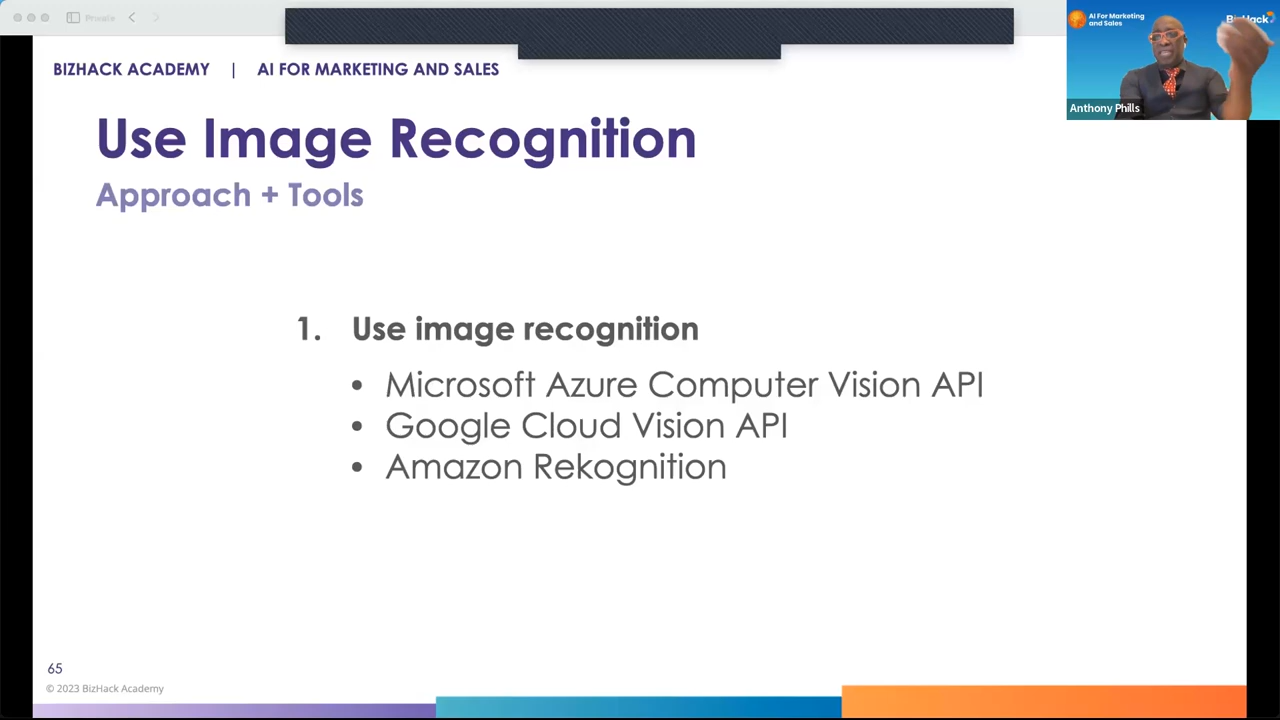 Private
BIZHACK ACADEMY | AI FOR MARKETING AND SALES
AI For Marketing
and Sales
BizHack
Anthony Phills
Use Image Recognition
Approach + Tools
1. Use image recognition
• Microsoft Azure Computer Vision API
• Google Cloud Vision API
• Amazon Rekognition
65
© 2023 BizHack Academy